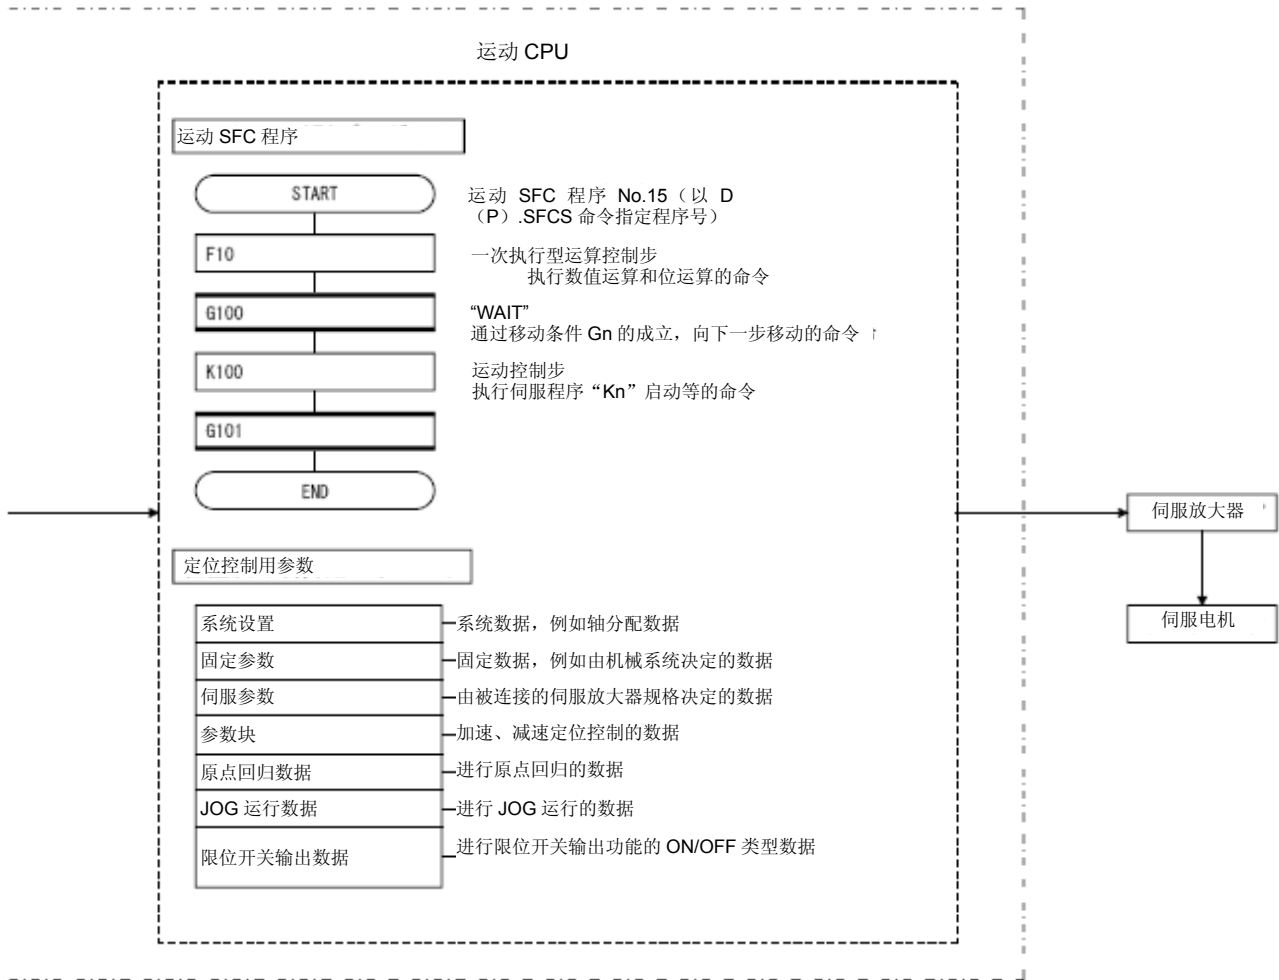 运动 CPU
运动 SFC 程序
START
运动 SFC 程序 No.15（以 D
（P）.SFCS 命令指定程序号）
F10
一次执行型运算控制步
执行数值运算和位运算的命令
G100
“WAIT”
通过移动条件 Gn 的成立，向下一步移动的命令
K100
运动控制步
执行伺服程序“Kn”启动等的命令
G101
END
伺服放大器
伺服电机
定位控制用参数
系统设置
系统数据，例如轴分配数据
固定参数
固定数据，例如由机械系统决定的数据
伺服参数
由被连接的伺服放大器规格决定的数据
参数块
加速、减速定位控制的数据
原点回归数据
进行原点回归的数据
JOG 运行数据
进行 JOG 运行的数据
限位开关输出数据
进行限位开关输出功能的 ON/OFF 类型数据